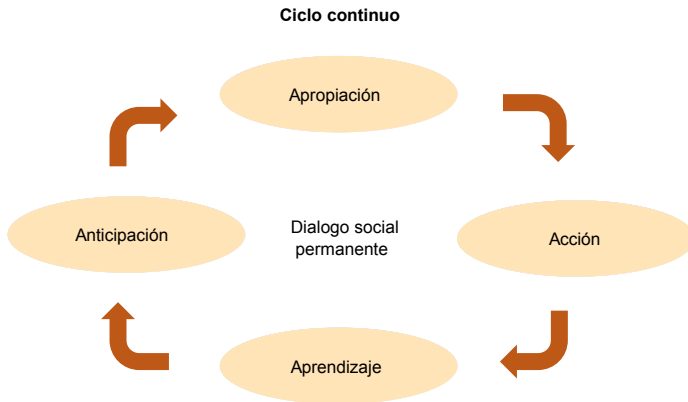 Ciclo continuo
Apropiación
Anticipación
Dialogo social
permanente
Acción
Aprendizaje